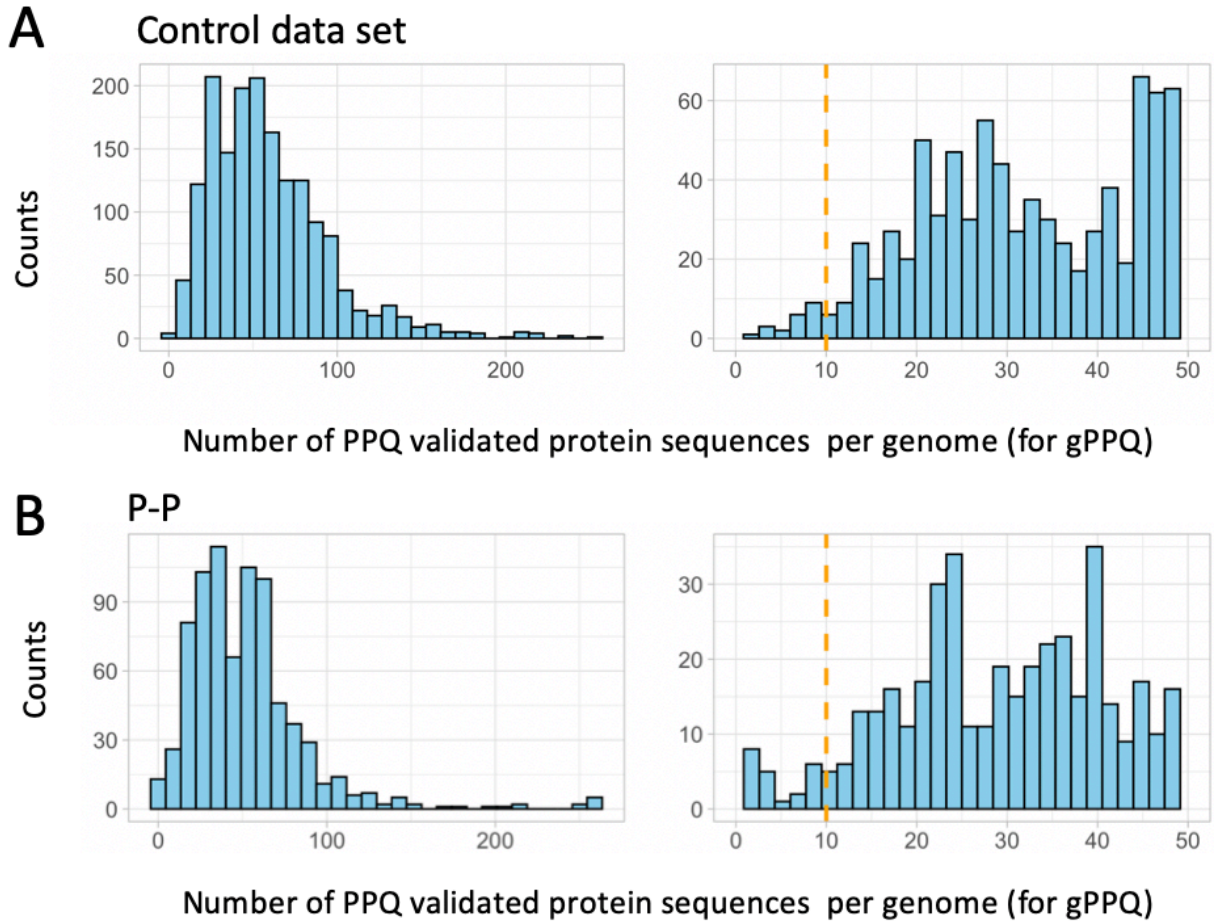 A
Control data set
200
150
100
50
0
0 100 200
60
40
20
0
0 10 20 30 40 50
Counts
Number of PPQ validated protein sequences per genome (for gPPQ)
B
P-P
90
60
30
0
0 100 200
30
20
10
0
0 10 20 30 40 50
Counts
Number of PPQ validated protein sequences per genome (for gPPQ)